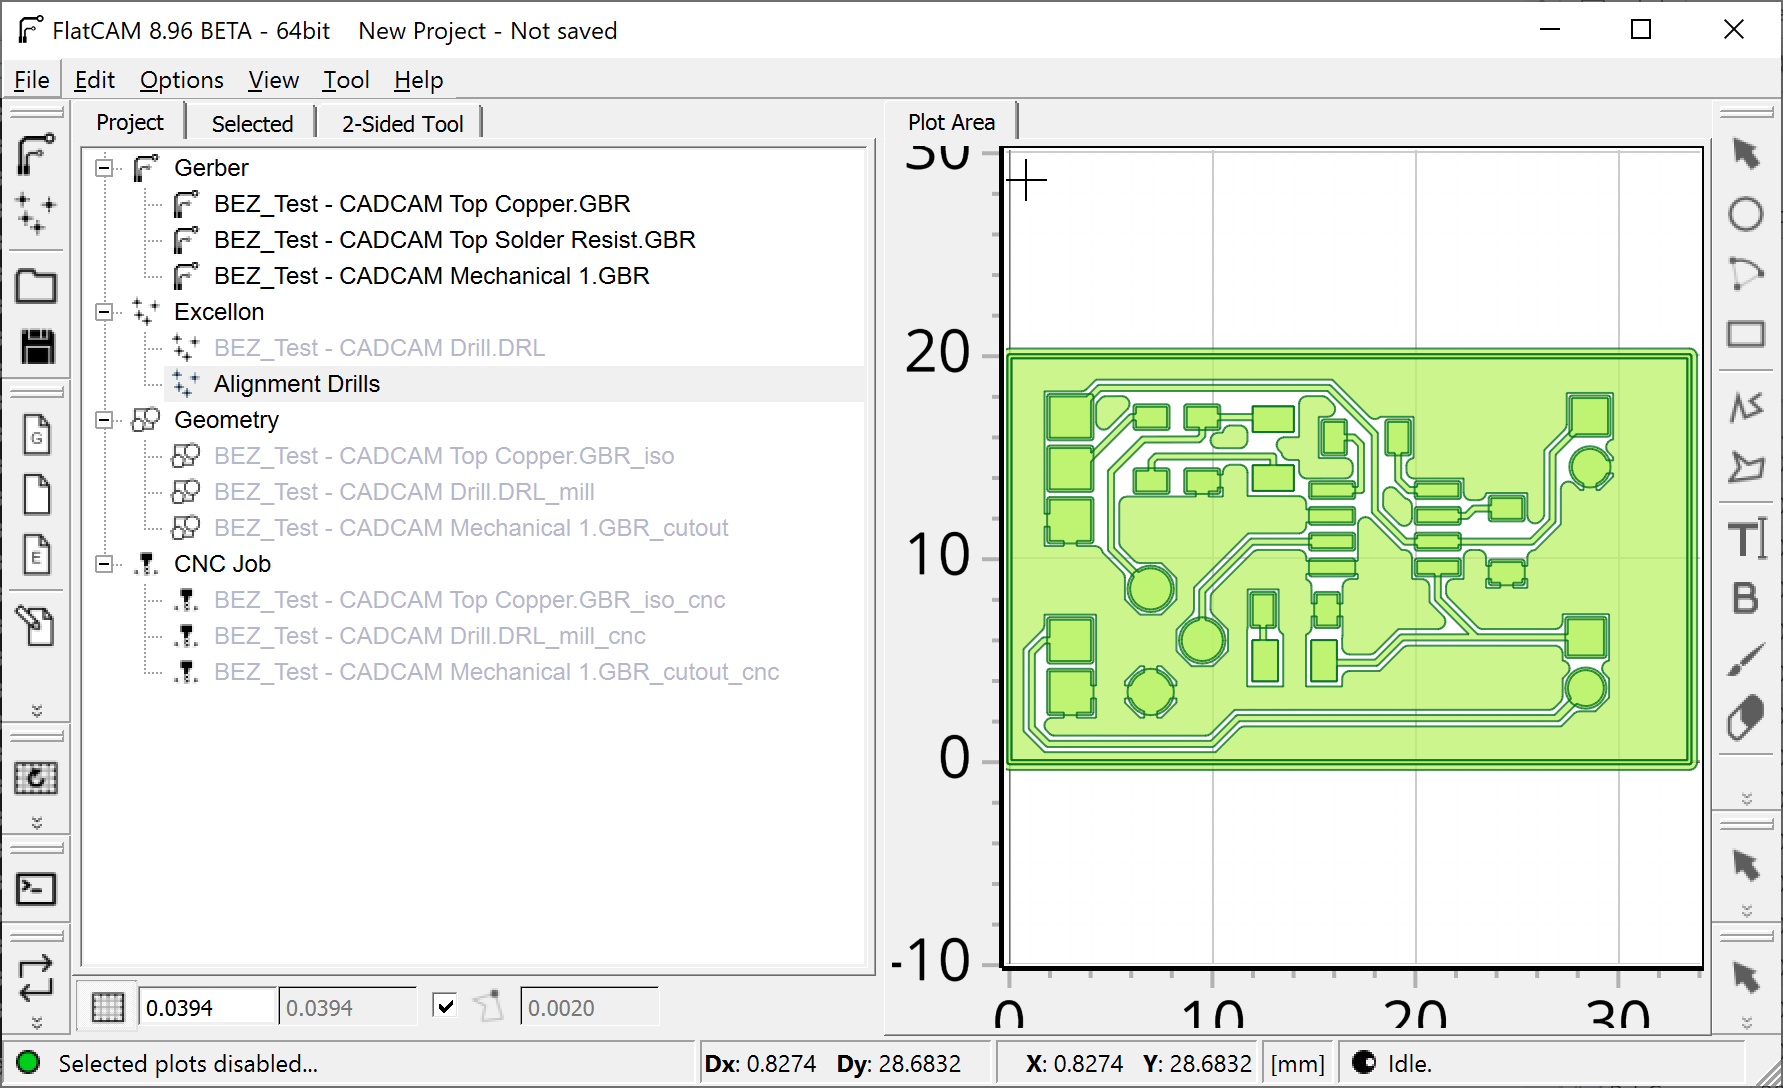 FlatCAM 8.96 BETA - 64bit    New Project - Not saved
File Edit Options View Tool Help
Project Selected 2-Sided Tool
Plot Area
Gerber
BEZ_Test - CADCAM Top Copper.GBR
BEZ_Test - CADCAM Top Solder Resist.GBR
BEZ_Test - CADCAM Mechanical 1.GBR
Excellon
BEZ_Test - CADCAM Drill.DRL
Alignment Drills
Geometry
BEZ_Test - CADCAM Top Copper.GBR_iso
BEZ_Test - CADCAM Drill.DRL_mill
BEZ_Test - CADCAM Mechanical 1.GBR_cutout
CNC Job
BEZ_Test - CADCAM Top Copper.GBR_iso_cnc
BEZ_Test - CADCAM Drill.DRL_mill_cnc
BEZ_Test - CADCAM Mechanical 1.GBR_cutout_cnc
G
E
>-
30
20
10
0
-10
0 10 20 30
T
B
0.0394 0.0394 0.0020
Selected plots disabled...
Dx: 0.8274 Dy: 28.6832
X: 0.8274 Y: 28.6832
[mm]
Idle.